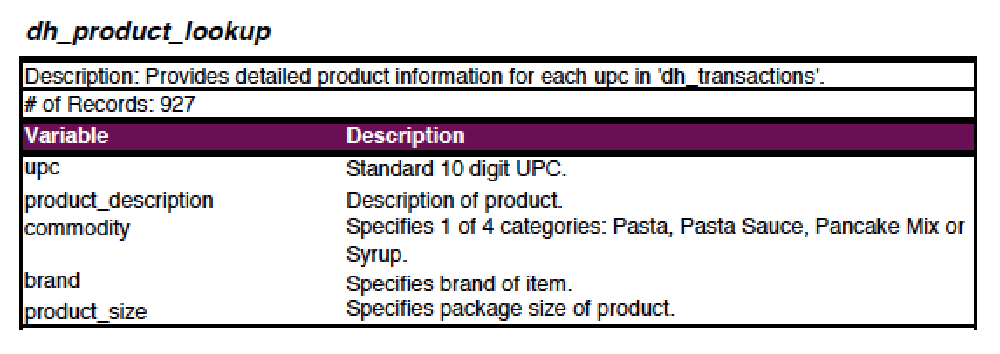 dh_product_lookup
Description: Provides detailed product information for each upc in 'dh_transactions'.
# of Records: 927
Variable Description
upc Standard 10 digit UPC.
product_description Description of product.
commodity Specifies 1 of 4 categories: Pasta, Pasta Sauce, Pancake Mix or
Syrup.
brand Specifies brand of item.
product_size Specifies package size of product.